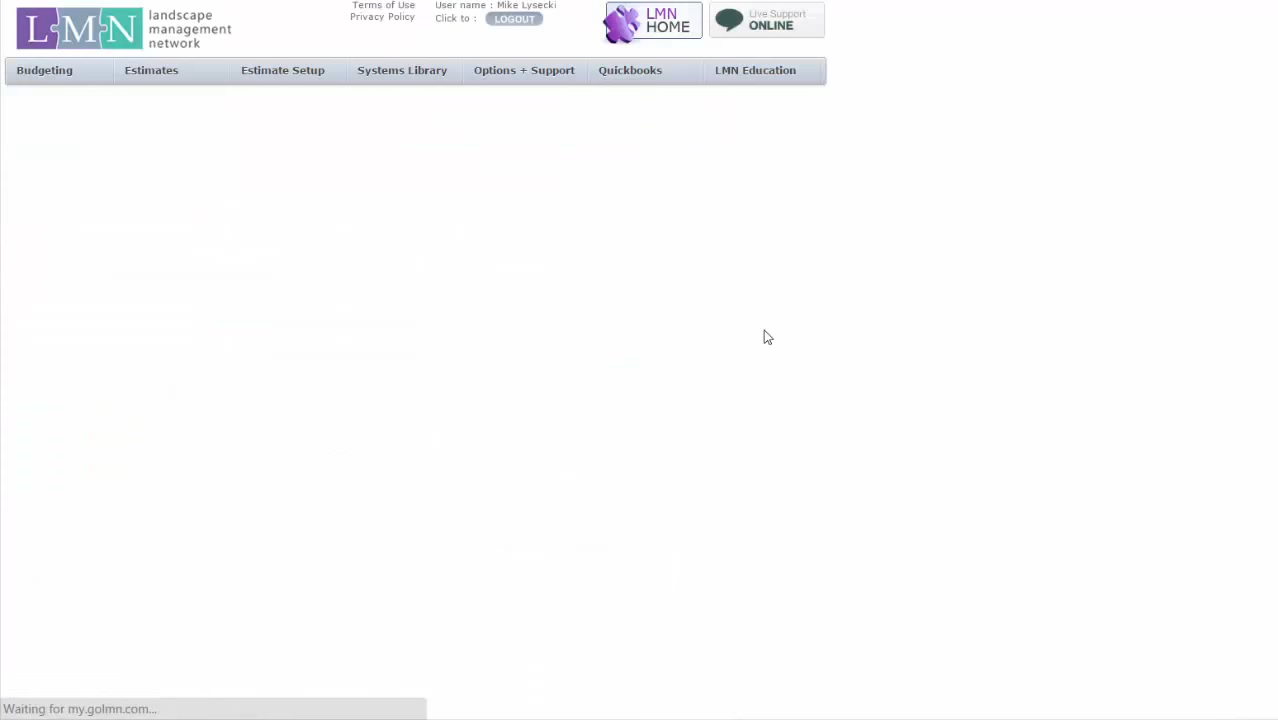 LMN
landscape
management
network
Terms of Use
Privacy Policy
User name : Mike Lysecki
Click to : LOGOUT
LMN
HOME
Live Support
ONLINE
Budgeting Estimates Estimate Setup Systems Library Options + Support Quickbooks LMN Education
Waiting for my.golmn.com...